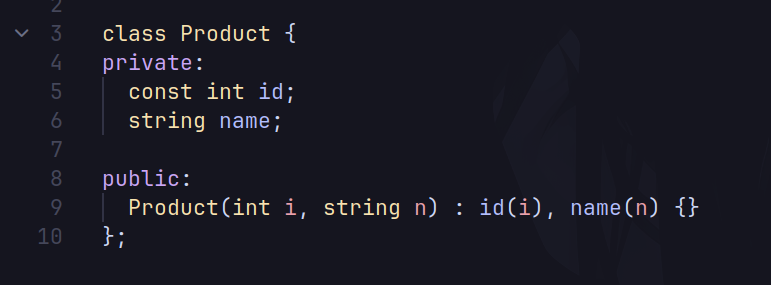 2
3 class Product {
4 private:
5 const int id;
6 string name;
7
8 public:
9 Product(int i, string n) : id(i), name(n) {}
10 };